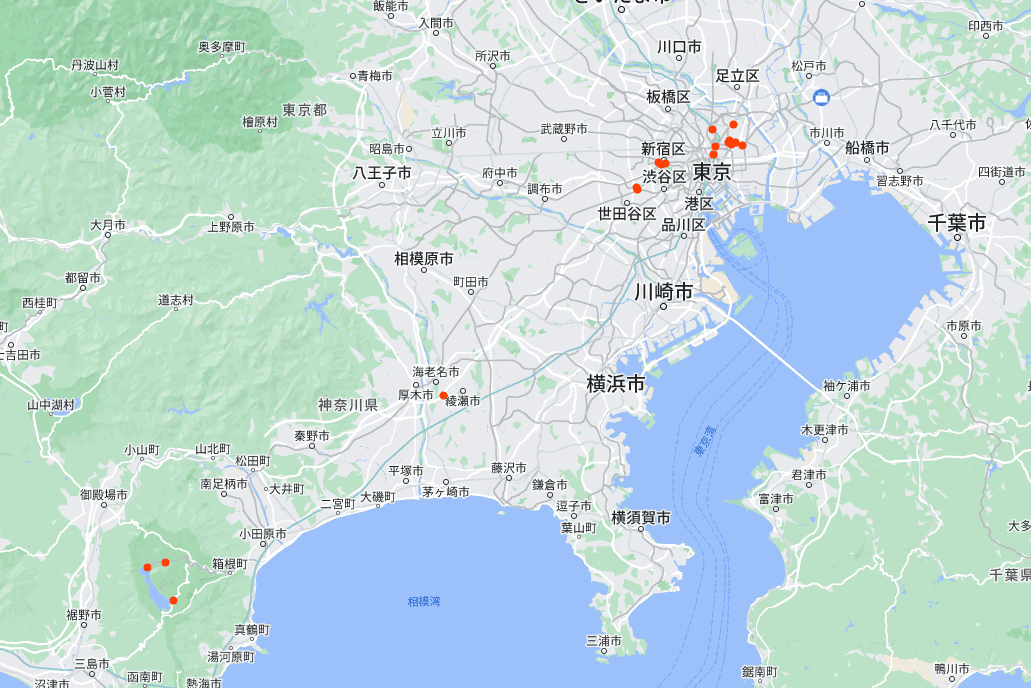 さいたま市
飯能市
入間市
印西市
奥多摩町
川口市
所沢市
丹波山村
松戸市
青梅市
足立区
小菅村
板橋区
東京都
檜原村
武蔵野市
八千代市
立川市
市川市
昭島市
新宿区
船橋市
八王子市
府中市
渋谷区
東京
四街道市
習志野市
調布市
港区
世田谷区
大月市
上野原市
品川区
千葉市
相模原市
都留市
町田市
川崎市
西桂町
道志村
市原市
町
士吉田市
海老名市
横浜市
袖ケ浦市
厚木市
綾瀬市
山中湖村
神奈川県
木更津市
秦野市
東京湾
小山町
山北町
松田町
平塚市
藤沢市
君津市
南足柄市
大井町
鎌倉市
御殿場市
大磯町
茅ヶ崎市
富津市
二宮町
逗子市
横須賀市
葉山町
大多
小田原市
箱根町
千葉県
相模湾
裾野市
真鶴町
三浦市
湯河原町
三島市
鋸南町
鴨川市
函南町
沼津市
熱海市